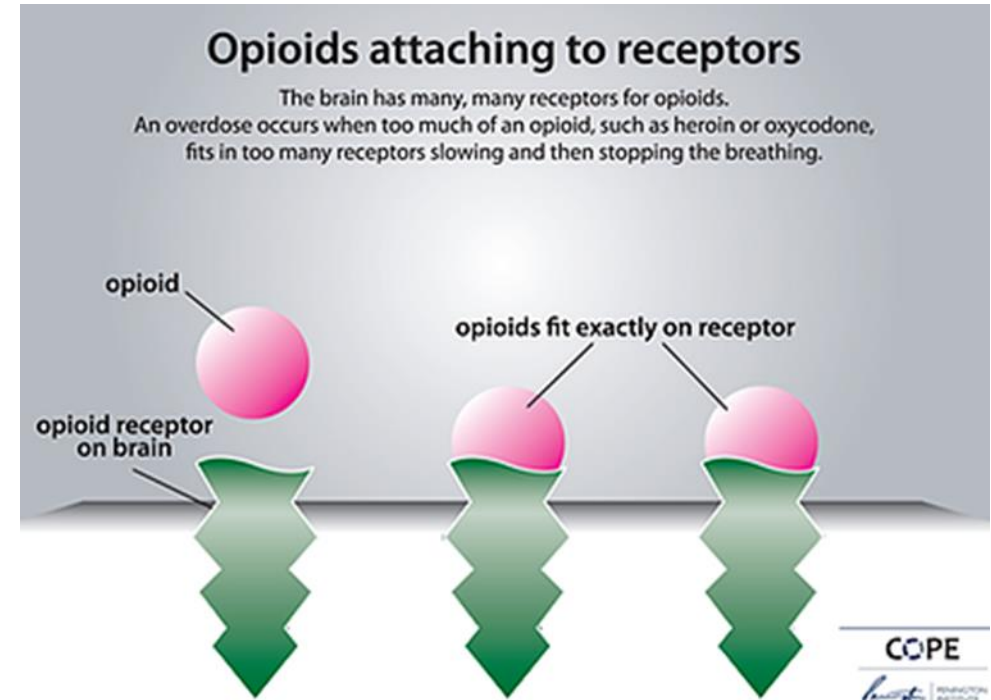 Opioids attaching to receptors
The brain has many, many receptors for opioids.
An overdose occurs when too much of an opioid, such as heroin or oxycodone,
fits in too many receptors slowing and then stopping the breathing.
opioid
opioids fit exactly on receptor
opioid receptor
on brain
COPE